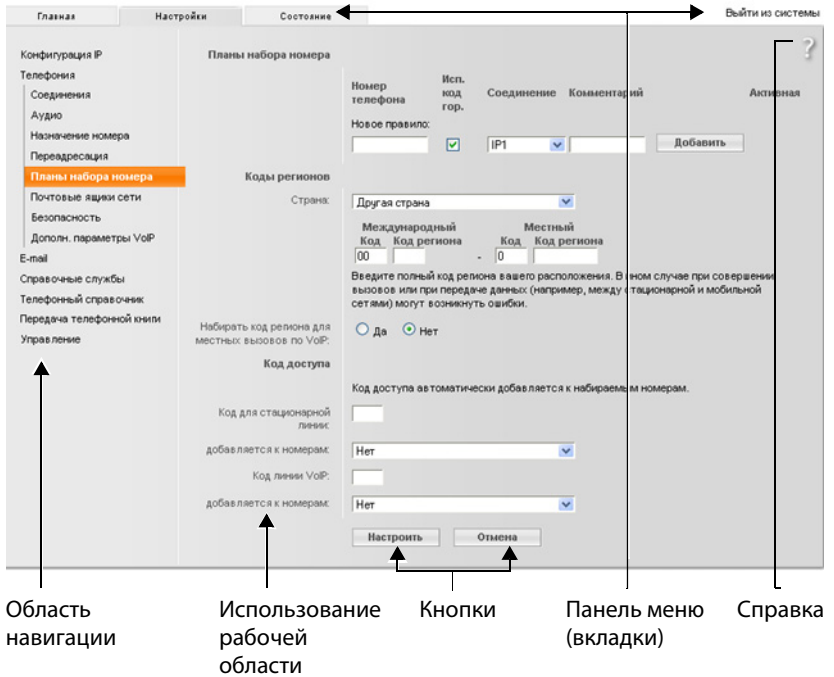 Главная Настройки Состояние Выйти из системы
?
Конфигурация IP
Телефония
Соединения
Аудио
Назначение номера
Переадресация
Планы набора номера
Почтовые ящики сети
Безопасность
Дополн. параметры VoIP
E-mail
Справочные службы
Телефонный справочник
Передача телефонной книги
Управление
Планы набора номера
Номер телефона Исп. код гор. Соединение Комментарий Активная
Новое правило:
IP1 Добавить
Коды регионов
Страна: Другая страна
Международный Местный
Код Код региона Код Код региона
00 - 0
Введите полный код региона вашего расположения. В ином случае при совершении
вызовов или при передаче данных (например, между стационарной и мобильной
сетями) могут возникнуть ошибки.
Набирать код региона для
местных вызовов по VoIP: Да Нет
Код доступа
Код доступа автоматически добавляется к набираемым номерам.
Код для стационарной
линии:
добавляется к номерам: Нет
Код линии VoIP:
добавляется к номерам: Нет
Настроить Отмена
Область
навигации
Использование
рабочей
области
Кнопки
Панель меню
(вкладки)
Справка